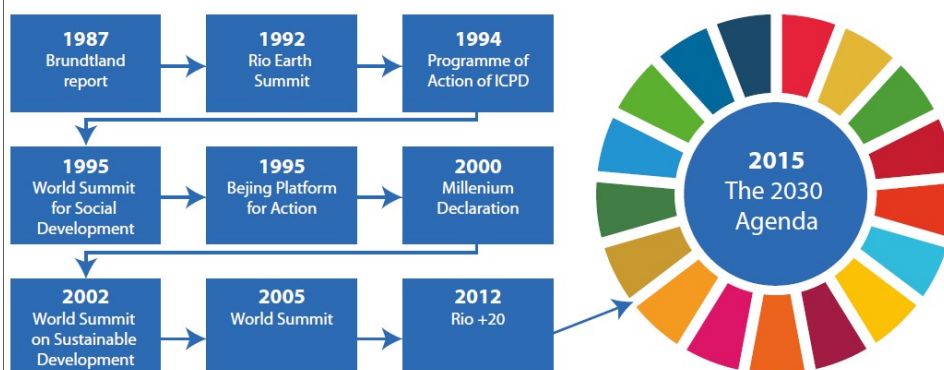 1987
Brundtland
report
1992
Rio Earth
Summit
1994
Programme of
Action of ICPD
1995
World Summit
for Social
Development
1995
Bejing Platform
for Action
2000
Millenium
Declaration
2002
World Summit
on Sustainable
Development
2005
World Summit
2012
Rio +20
2015
The 2030
Agenda